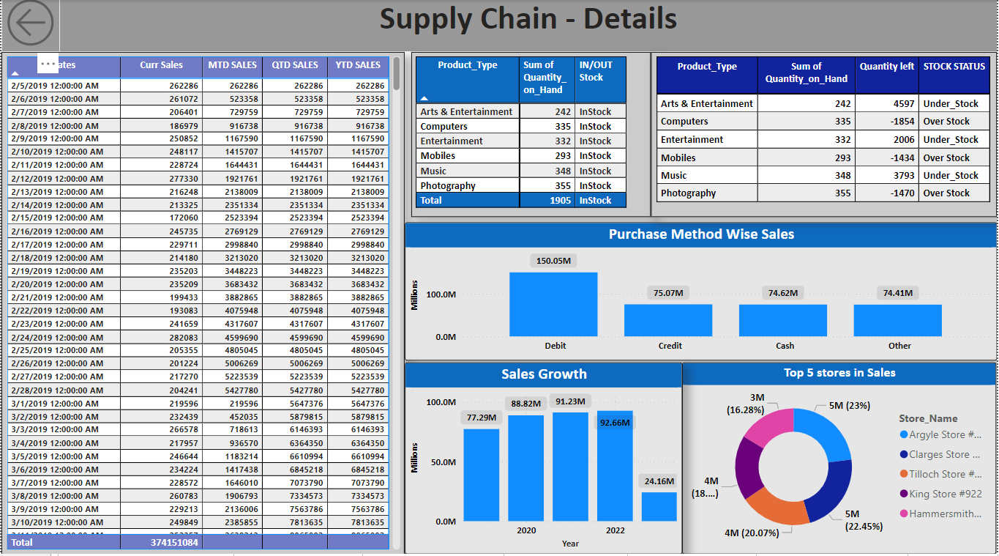 Supply Chain - Details
ates Curr Sales MTD SALES QTD SALES YTD SALES
2/5/2019 12:00:00 AM 262286 262286 262286 262286
2/6/2019 12:00:00 AM 261072 523358 523358 523358
2/7/2019 12:00:00 AM 206401 729759 729759 729759
2/8/2019 12:00:00 AM 186979 916738 916738 916738
2/9/2019 12:00:00 AM 250852 1167590 1167590 1167590
2/10/2019 12:00:00 AM 248117 1415707 1415707 1415707
2/11/2019 12:00:00 AM 228724 1644431 1644431 1644431
2/12/2019 12:00:00 AM 277330 1921761 1921761 1921761
2/13/2019 12:00:00 AM 216248 2138009 2138009 2138009
2/14/2019 12:00:00 AM 213325 2351334 2351334 2351334
2/15/2019 12:00:00 AM 172060 2523394 2523394 2523394
2/16/2019 12:00:00 AM 245735 2769129 2769129 2769129
2/17/2019 12:00:00 AM 229711 2998840 2998840 2998840
2/18/2019 12:00:00 AM 214180 3213020 3213020 3213020
2/19/2019 12:00:00 AM 235203 3448223 3448223 3448223
2/20/2019 12:00:00 AM 235209 3683432 3683432 3683432
2/21/2019 12:00:00 AM 199433 3882865 3882865 3882865
2/22/2019 12:00:00 AM 193083 4075948 4075948 4075948
2/23/2019 12:00:00 AM 241659 4317607 4317607 4317607
2/24/2019 12:00:00 AM 282083 4599690 4599690 4599690
2/25/2019 12:00:00 AM 205355 4805045 4805045 4805045
2/26/2019 12:00:00 AM 201224 5006269 5006269 5006269
2/27/2019 12:00:00 AM 217270 5223539 5223539 5223539
2/28/2019 12:00:00 AM 204241 5427780 5427780 5427780
3/1/2019 12:00:00 AM 219596 219596 5647376 5647376
3/2/2019 12:00:00 AM 232439 452035 5879815 5879815
3/3/2019 12:00:00 AM 266578 718613 6146393 6146393
3/4/2019 12:00:00 AM 217957 936570 6364350 6364350
3/5/2019 12:00:00 AM 246644 1183214 6610994 6610994
3/6/2019 12:00:00 AM 234224 1417438 6845218 6845218
3/7/2019 12:00:00 AM 228572 1646010 7073790 7073790
3/8/2019 12:00:00 AM 260783 1906793 7334573 7334573
3/9/2019 12:00:00 AM 229213 2136006 7563786 7563786
3/10/2019 12:00:00 AM 249849 2385855 7813635 7813635
Total 374151084
Product_Type Sum of Quantity_ on_Hand IN/OUT Stock
Arts & Entertainment 242 InStock
Computers 335 InStock
Entertainment 332 InStock
Mobiles 293 InStock
Music 348 InStock
Photography 355 InStock
Total 1905 InStock
Product_Type Sum of Quantity_on_Hand Quantity left STOCK STATUS
Arts & Entertainment 242 4597 Under_Stock
Computers 335 -1854 Over Stock
Entertainment 332 2006 Under_Stock
Mobiles 293 -1434 Over Stock
Music 348 3793 Under_Stock
Photography 355 -1470 Over Stock
Purchase Method Wise Sales
Millions
100.0M
0.0M
150.05M 75.07M 74.62M 74.41M
Debit Credit Cash Other
Sales Growth
Millions
100.0M
50.0M
0.0M
77.29M 88.82M 91.23M 92.66M 24.16M
2020 2022
Year
Top 5 stores in Sales
5M (23%)
5M
(22.45%)
4M (20.07%)
4M
(18....)
3M
(16.28%)
Store_Name
Argyle Store #...
Clarges Store ...
Tilloch Store #...
King Store #922
Hammersmith...